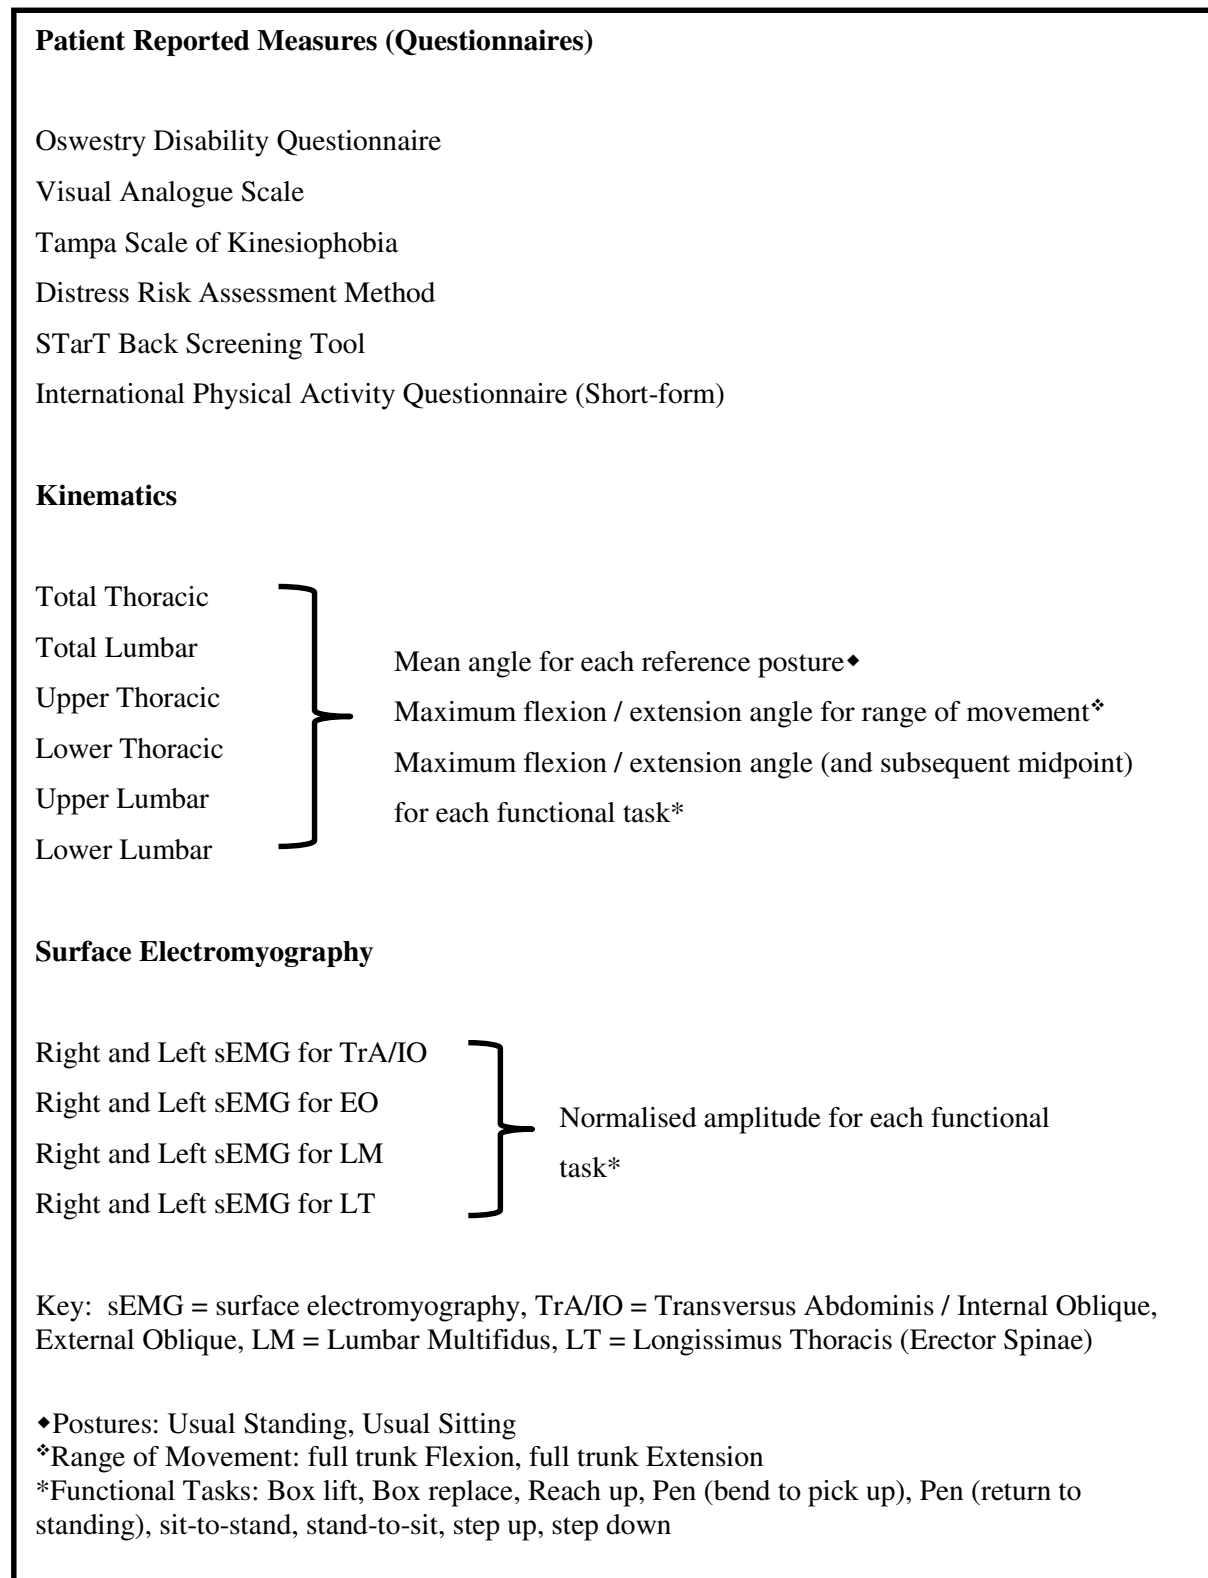 Patient Reported Measures (Questionnaires)
Oswestry Disability Questionnaire
Visual Analogue Scale
Tampa Scale of Kinesiophobia
Distress Risk Assessment Method
STarT Back Screening Tool
International Physical Activity Questionnaire (Short-form)
Kinematics
Total Thoracic
Total Lumbar
Upper Thoracic
Lower Thoracic
Upper Lumbar
Lower Lumbar
Mean angle for each reference posture◆
Maximum flexion / extension angle for range of movement❖
Maximum flexion / extension angle (and subsequent midpoint)
for each functional task*
Surface Electromyography
Right and Left sEMG for TrA/IO
Right and Left sEMG for EO
Right and Left sEMG for LM
Right and Left sEMG for LT
Normalised amplitude for each functional
task*
Key:  sEMG = surface electromyography, TrA/IO = Transversus Abdominis / Internal Oblique,
External Oblique, LM = Lumbar Multifidus, LT = Longissimus Thoracis (Erector Spinae)
◆Postures: Usual Standing, Usual Sitting
❖Range of Movement: full trunk Flexion, full trunk Extension
*Functional Tasks: Box lift, Box replace, Reach up, Pen (bend to pick up), Pen (return to
standing), sit-to-stand, stand-to-sit, step up, step down